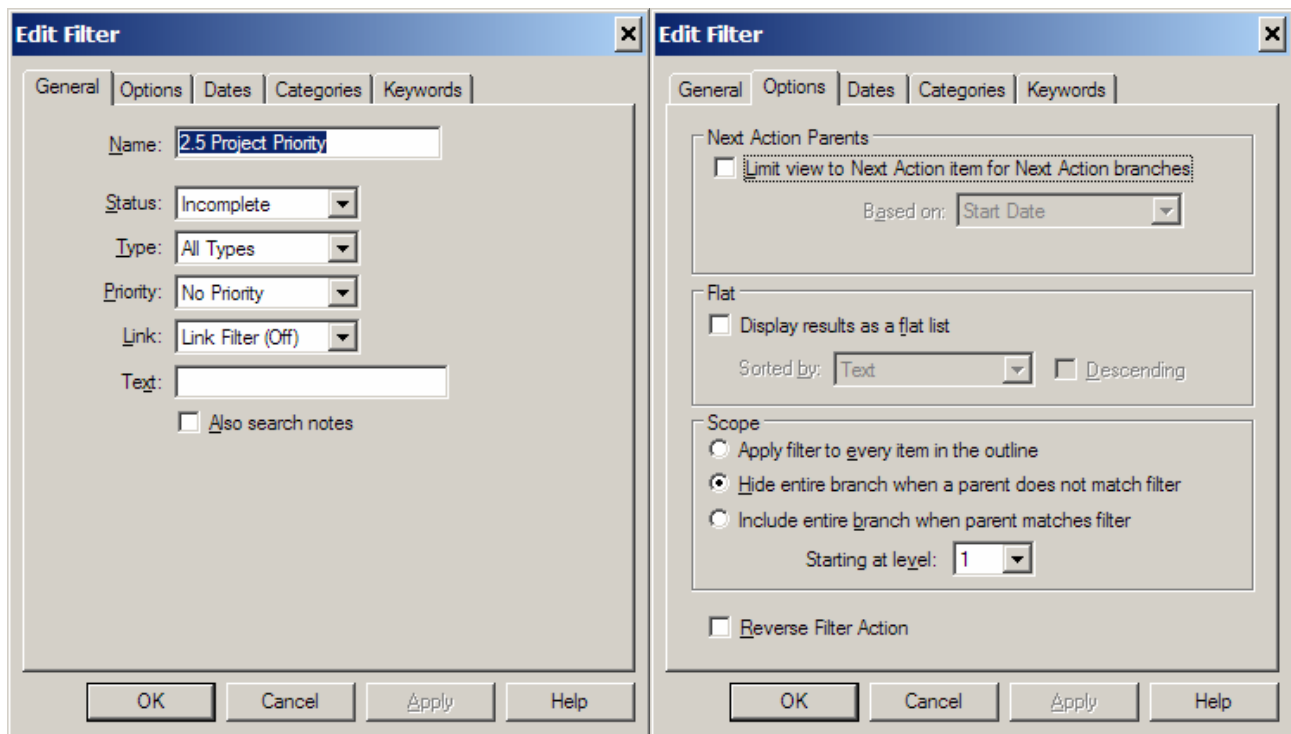 Edit Filter
General Options Dates Categories Keywords
Name: 2.5 Project Priority
Status: Incomplete
Type: All Types
Priority: No Priority
Link: Link Filter (Off)
Text:
Also search notes
OK Cancel Apply Help
Edit Filter
General Options Dates Categories Keywords
Next Action Parents
Limit view to Next Action item for Next Action branches
Based on: Start Date
Flat
Display results as a flat list
Sorted by: Text Descending
Scope
Apply filter to every item in the outline
Hide entire branch when a parent does not match filter
Include entire branch when parent matches filter
Starting at level: 1
Reverse Filter Action
OK Cancel Apply Help